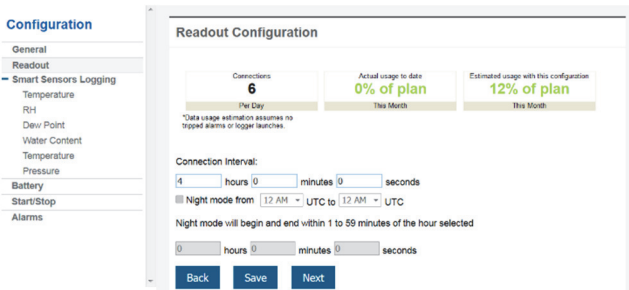 Configuration
General
Readout
Smart Sensors Logging
Temperature
RH
Dew Point
Water Content
Temperature
Pressure
Battery
Start/Stop
Alarms
Readout Configuration
Connections
6
Per Day
Actual usage to date
0% of plan
This Month
Estimated usage with this configuration
12% of plan
This Month
*Data usage estimation assumes no
tripped alarms or logger launches.
Connection Interval:
4 hours 0 minutes 0 seconds
Night mode from 12 AM UTC to 12 AM UTC
Night mode will begin and end within 1 to 59 minutes of the hour selected
0 hours 0 minutes 0 seconds
Back Save Next